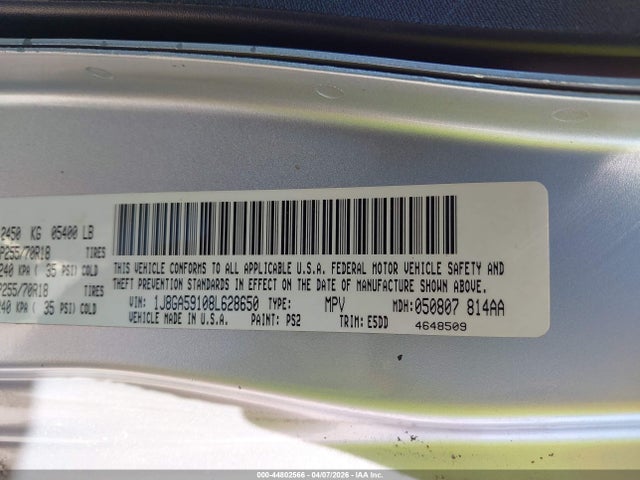 2450 KG 05400 LB
P255/70R18 TIRES
240 KPA ( 35 PSI) COLD
P255/70R18 TIRES
240 KPA ( 35 PSI) COLD
THIS VEHICLE CONFORMS TO ALL APPLICABLE U.S.A. FEDERAL MOTOR VEHICLE SAFETY AND
THEFT PREVENTION STANDARDS IN EFFECT ON THE DATE OF MANUFACTURE SHOWN ABOVE.
VIN: 1J8GA59108L628650 TYPE: MPV MDH: 050807 814AA
VEHICLE MADE IN U.S.A. PAINT: PS2 TRIM: E5DD 4648509
000-44802566 - 04/07/2026 - IAA Inc.